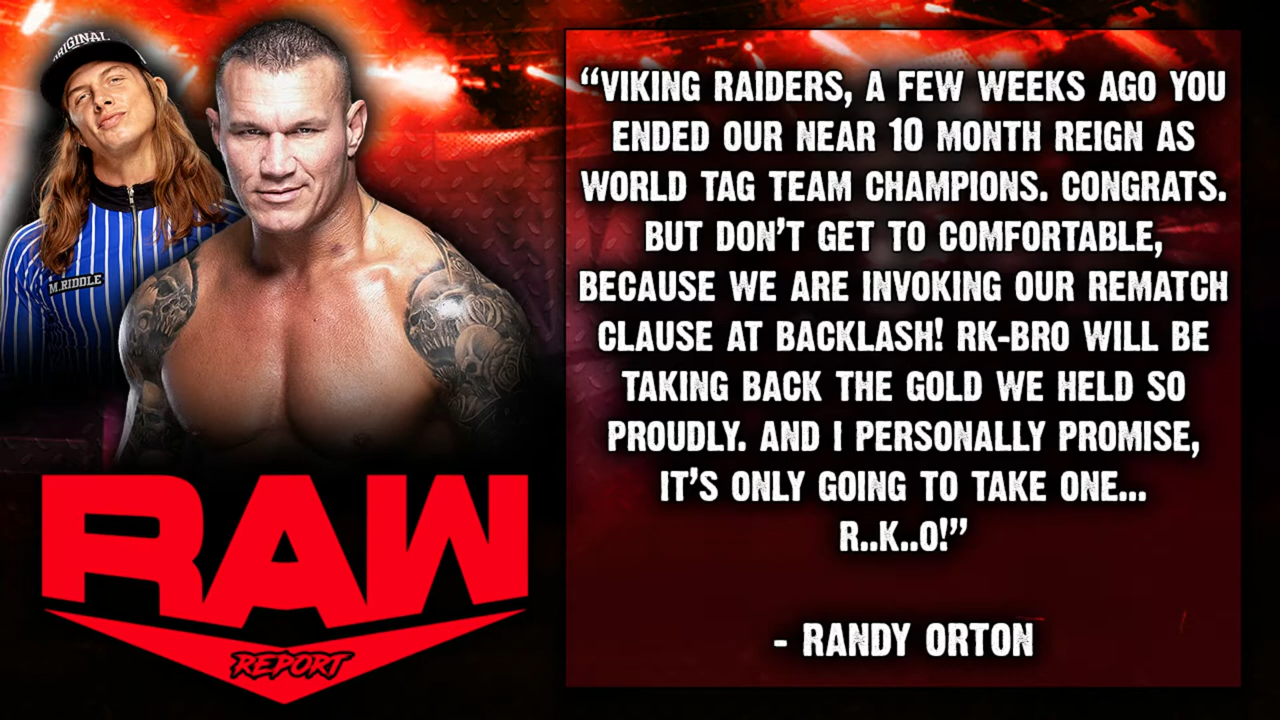 ORIGINAL
M.RIDDLE
“VIKING RAIDERS, A FEW WEEKS AGO YOU
ENDED OUR NEAR 10 MONTH REIGN AS
WORLD TAG TEAM CHAMPIONS. CONGRATS.
BUT DON’T GET TO COMFORTABLE,
BECAUSE WE ARE INVOKING OUR REMATCH
CLAUSE AT BACKLASH! RK-BRO WILL BE
TAKING BACK THE GOLD WE HELD SO
PROUDLY. AND I PERSONALLY PROMISE,
IT’S ONLY GOING TO TAKE ONE...
R..K..O!”
- RANDY ORTON
RAW
REPORT